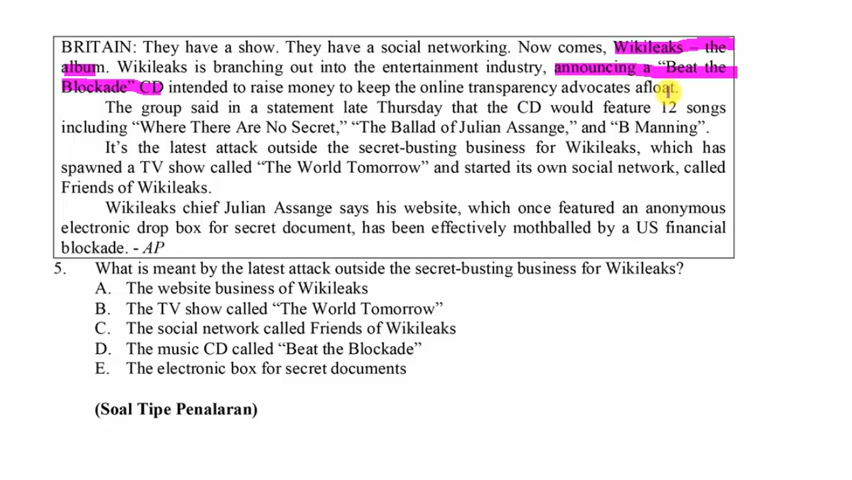 BRITAIN: They have a show. They have a social networking. Now comes, Wikileaks – the
album. Wikileaks is branching out into the entertainment industry, announcing a “Beat the
Blockade” CD intended to raise money to keep the online transparency advocates afloat.
The group said in a statement late Thursday that the CD would feature 12 songs
including “Where There Are No Secret,” “The Ballad of Julian Assange,” and “B Manning”.
It’s the latest attack outside the secret-busting business for Wikileaks, which has
spawned a TV show called “The World Tomorrow” and started its own social network, called
Friends of Wikileaks.
Wikileaks chief Julian Assange says his website, which once featured an anonymous
electronic drop box for secret document, has been effectively mothballed by a US financial
blockade. - AP
5. What is meant by the latest attack outside the secret-busting business for Wikileaks?
A. The website business of Wikileaks
B. The TV show called “The World Tomorrow”
C. The social network called Friends of Wikileaks
D. The music CD called “Beat the Blockade”
E. The electronic box for secret documents
(Soal Tipe Penalaran)